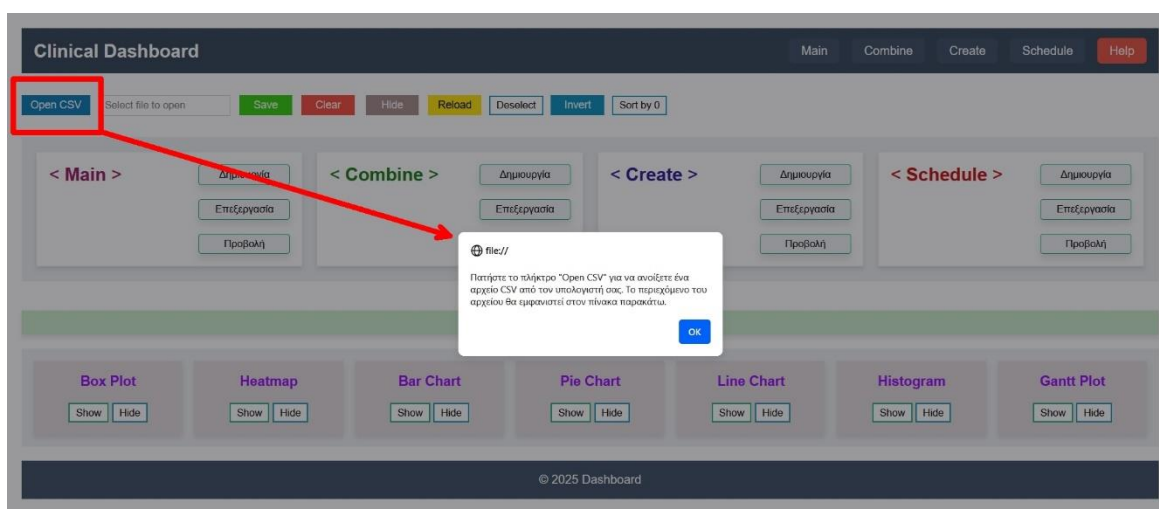 Clinical Dashboard Main Combine Create Schedule Help
Open CSV Select file to open Save Clear Hide Reload Deselect Invert Sort by 0
< Main > Δημιουργία < Combine > Δημιουργία < Create > Δημιουργία < Schedule > Δημιουργία
Επεξεργασία Επεξεργασία Επεξεργασία Επεξεργασία
Προβολή Προβολή Προβολή
file://
Πατήστε το πλήκτρο "Open CSV" για να ανοίξετε ένα
αρχείο CSV από τον υπολογιστή σας. Το περιεχόμενο του
αρχείου θα εμφανιστεί στον πίνακα παρακάτω.
OK
Box Plot Heatmap Bar Chart Pie Chart Line Chart Histogram Gantt Plot
Show Hide Show Hide Show Hide Show Hide Show Hide Show Hide Show Hide
© 2025 Dashboard